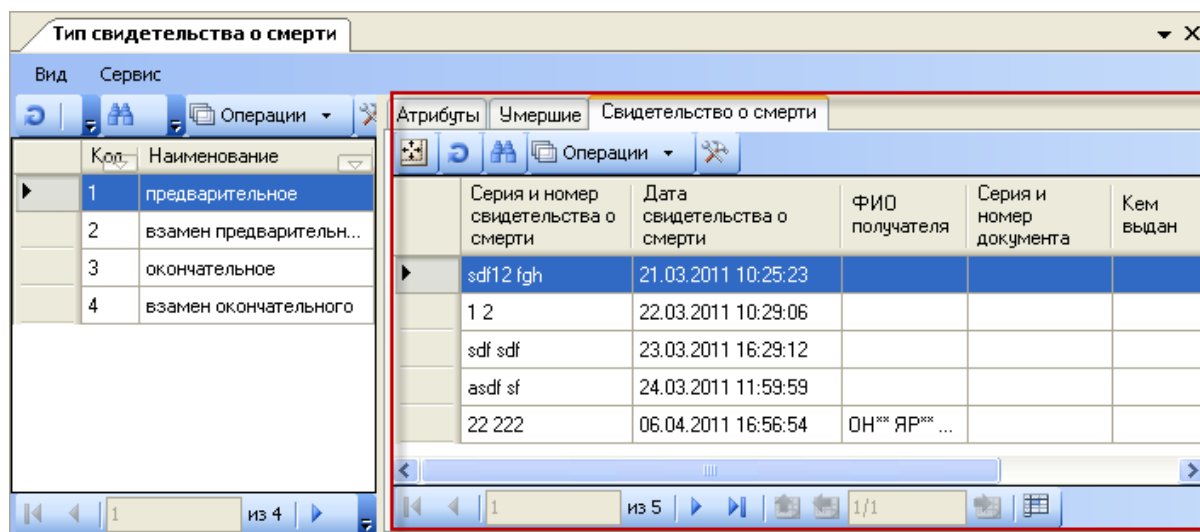 Тип свидетельства о смерти
Вид Сервис
Операции
Код Наименование
1 предварительное
2 взамен предварительн...
3 окончательное
4 взамен окончательного
1 из 4
Атрибуты Умершие Свидетельство о смерти
Операции
Серия и номер свидетельства о смерти Дата свидетельства о смерти ФИО получателя Серия и номер документа Кем выдан
sdf12 fgh 21.03.2011 10:25:23
1 2 22.03.2011 10:29:06
sdf sdf 23.03.2011 16:29:12
asdf sf 24.03.2011 11:59:59
22 222 06.04.2011 16:56:54 ОН** ЯР** ...
1 из 5 1/1